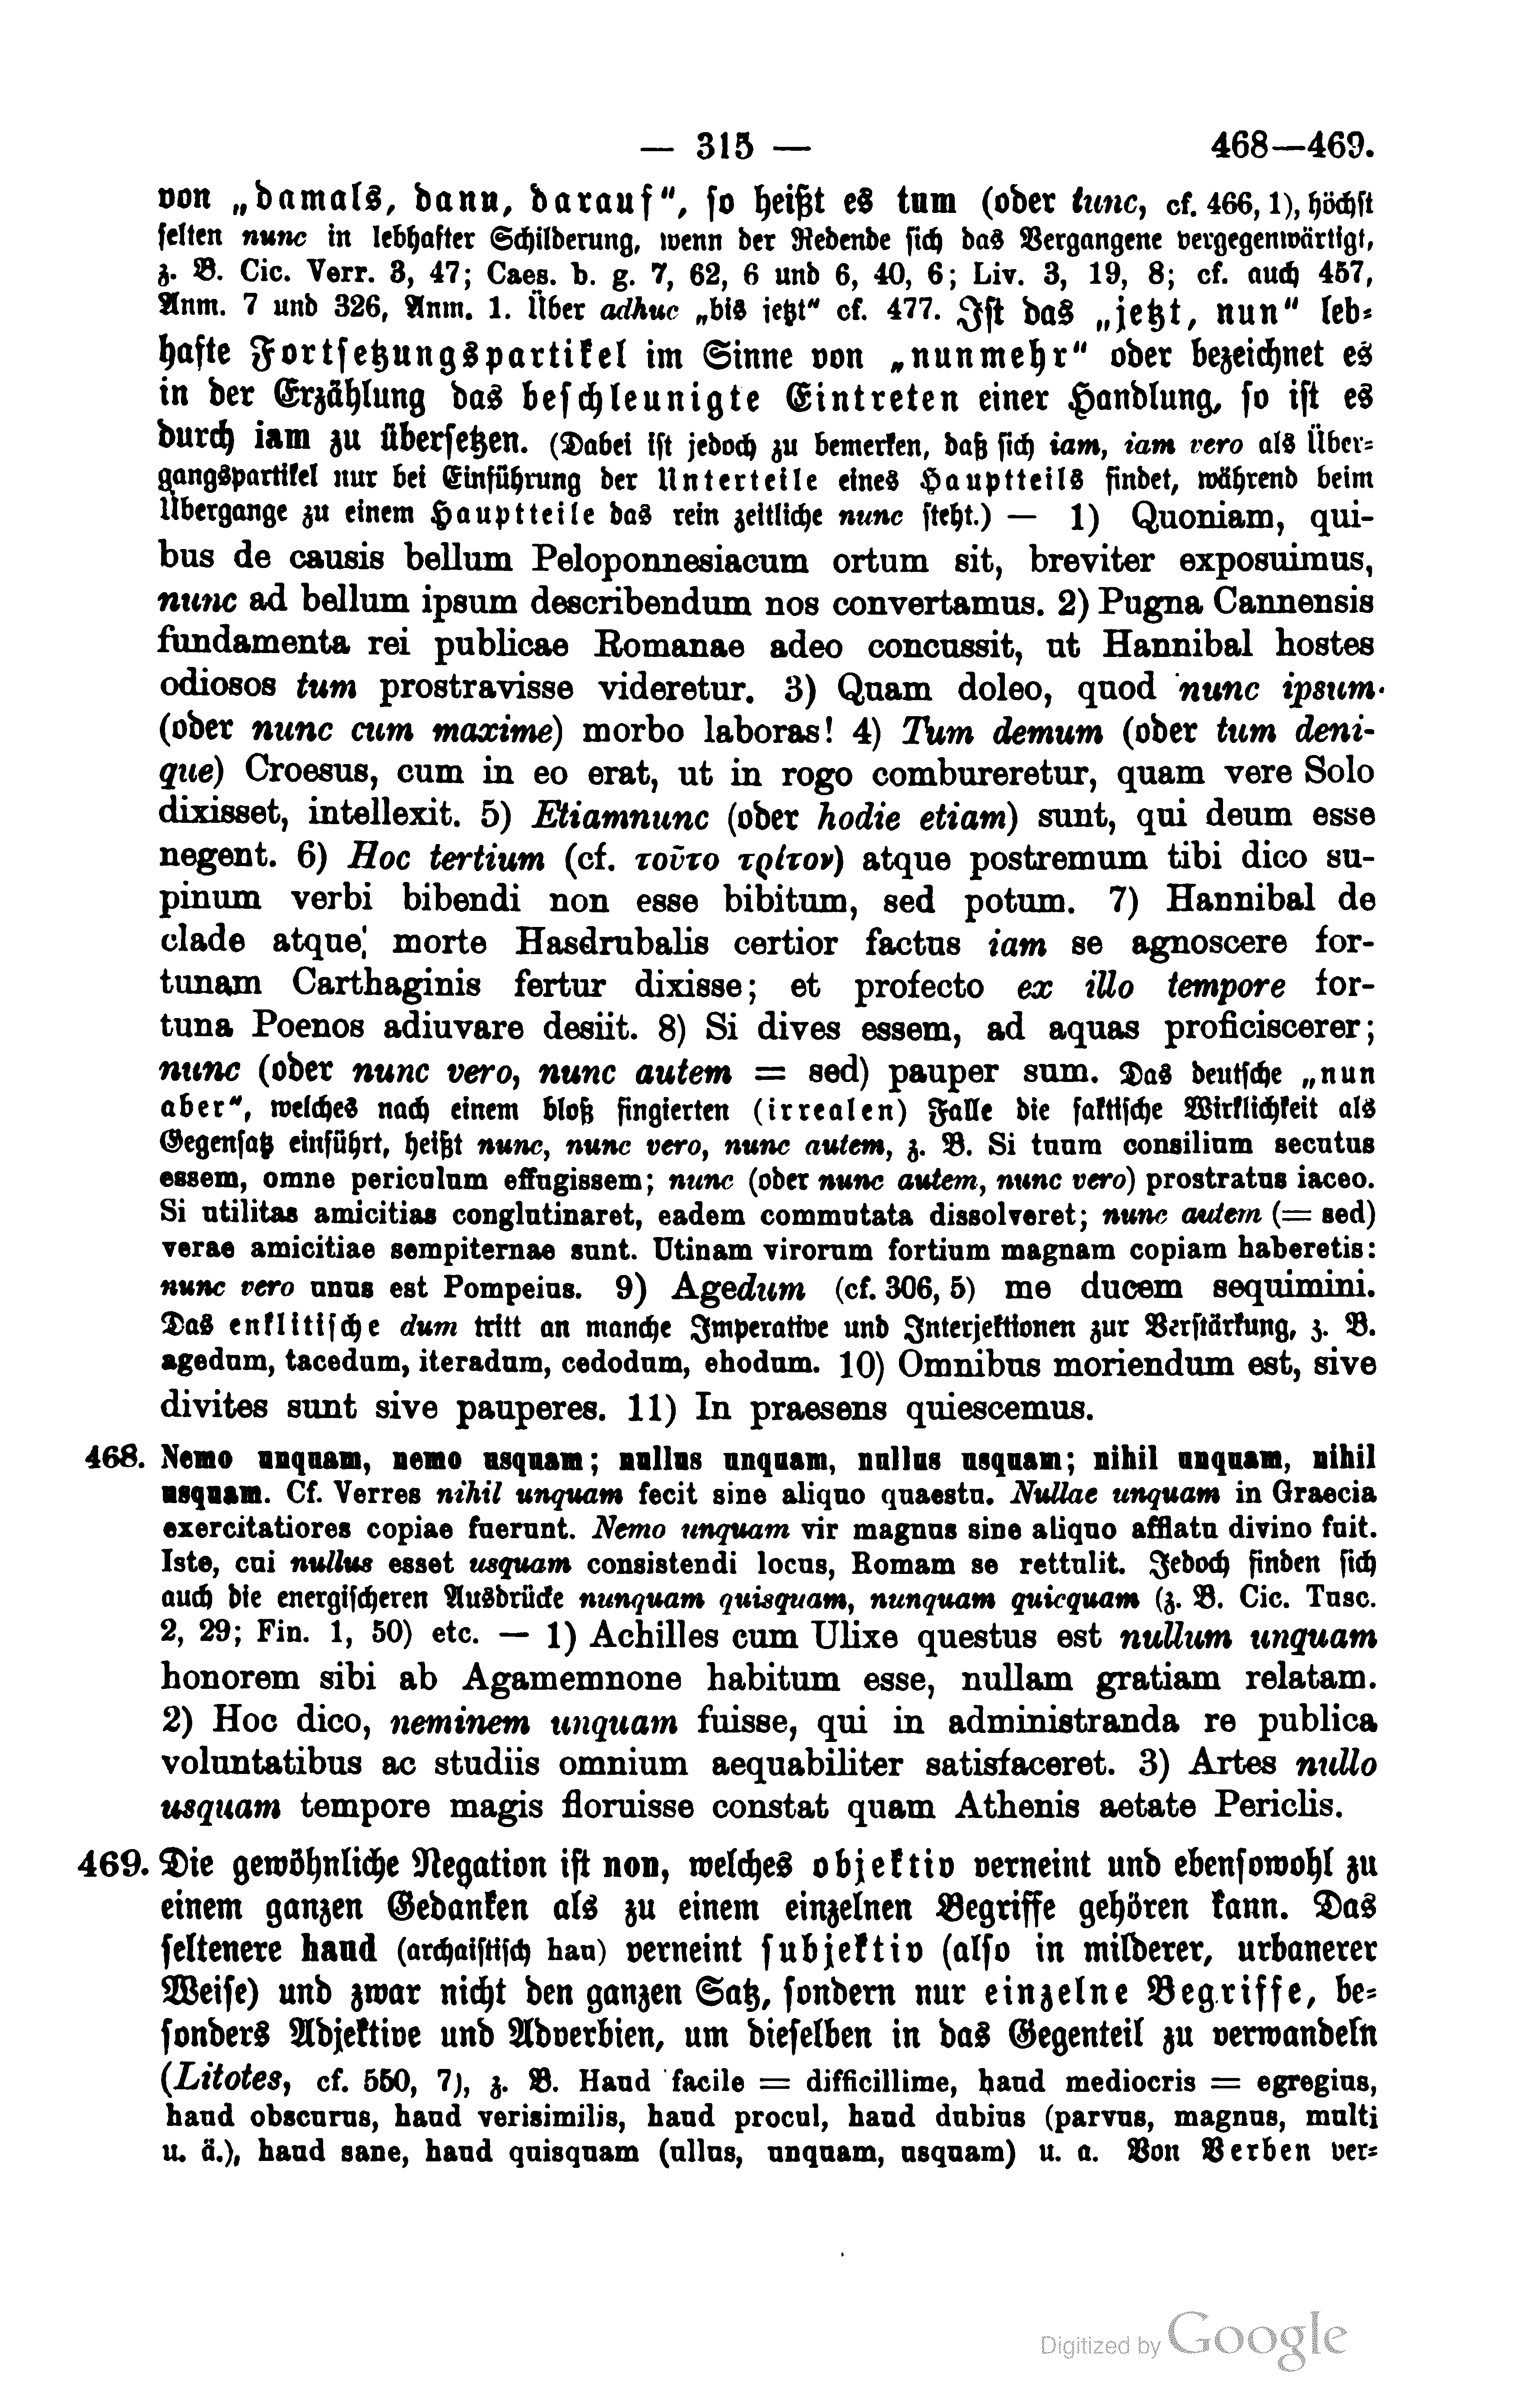 — 315 — 468—469.
von „damals, dann, darauf“, so heißt es tum (oder tunc, cf. 466, 1), höchst
selten nunc in lebhafter Schilderung, wenn der Redende sich das Vergangene vergegenwärtigt,
z. B. Cic. Verr. 3, 47; Caes. b. g. 7, 62, 6 und 6, 40, 6; Liv. 3, 19, 8; cf. auch 457,
Anm. 7 und 326, Anm. 1. Über adhuc „bis jetzt“ cf. 477. Ist das „jetzt, nun“ leb-
hafte Fortsetzungspartikel im Sinne von „nunmehr“ oder bezeichnet es
in der Erzählung das beschleunigte Eintreten einer Handlung, so ist es
durch iam zu übersetzen. (Dabei ist jedoch zu bemerken, daß sich iam, iam vero als Über-
gangspartikel nur bei Einführung der Unterteile eines Hauptteils findet, während beim
Übergange zu einem Hauptteile das rein zeitliche nunc steht.) — 1) Quoniam, qui-
bus de causis bellum Peloponnesiacum ortum sit, breviter exposuimus,
nunc ad bellum ipsum describendum nos convertamus. 2) Pugna Cannensis
fundamenta rei publicae Romanae adeo concussit, ut Hannibal hostes
odiosos tum prostravisse videretur. 3) Quam doleo, quod nunc ipsum
(oder nunc cum maxime) morbo laboras! 4) Tum demum (oder tum deni-
que) Croesus, cum in eo erat, ut in rogo combureretur, quam vere Solo
dixisset, intellexit. 5) Etiamnunc (oder hodie etiam) sunt, qui deum esse
negent. 6) Hoc tertium (cf. τοῦτο τρίτον) atque postremum tibi dico su-
pinum verbi bibendi non esse bibitum, sed potum. 7) Hannibal de
clade atque morte Hasdrubalis certior factus iam se agnoscere for-
tunam Carthaginis fertur dixisse; et profecto ex illo tempore for-
tuna Poenos adiuvare desiit. 8) Si dives essem, ad aquas proficiscerer;
nunc (oder nunc vero, nunc autem = sed) pauper sum. Das deutsche „nun
aber“, welches nach einem bloß fingierten (irrealen) Falle die faktische Wirklichkeit als
Gegensatz einführt, heißt nunc, nunc vero, nunc autem, z. B. Si tuum consilium secutus
essem, omne periculum effugissem; nunc (oder nunc autem, nunc vero) prostratus iaceo.
Si utilitas amicitias conglutinaret, eadem commutata dissolveret; nunc autem (= sed)
verae amicitiae sempiternae sunt. Utinam virorum fortium magnam copiam haberetis:
nunc vero unus est Pompeius. 9) Agedum (cf. 306, 5) me ducem sequimini.
Das enklitische dum tritt an manche Imperative und Interjektionen zur Verstärkung, z. B.
agedum, tacedum, iteradum, cedodum, ehodum. 10) Omnibus moriendum est, sive
divites sunt sive pauperes. 11) In praesens quiescemus.
468. Nemo unquam, nemo usquam; nullus unquam, nullus usquam; nihil unquam, nihil
usquam. Cf. Verres nihil unquam fecit sine aliquo quaestu. Nullae unquam in Graecia
exercitatiores copiae fuerunt. Nemo unquam vir magnus sine aliquo afflatu divino fuit.
Iste, cui nullus esset usquam consistendi locus, Romam se rettulit. Jedoch finden sich
auch die energischeren Ausdrücke nunquam quisquam, nunquam quicquam (z. B. Cic. Tusc.
2, 29; Fin. 1, 50) etc. — 1) Achilles cum Ulixe questus est nullum unquam
honorem sibi ab Agamemnone habitum esse, nullam gratiam relatam.
2) Hoc dico, neminem unquam fuisse, qui in administranda re publica
voluntatibus ac studiis omnium aequabiliter satisfaceret. 3) Artes nullo
usquam tempore magis floruisse constat quam Athenis aetate Periclis.
469. Die gewöhnliche Negation ist non, welches objektiv verneint und ebensowohl zu
einem ganzen Gedanken als zu einem einzelnen Begriffe gehören kann. Das
seltenere haud (archaistisch hau) verneint subjektiv (also in milderer, urbanerer
Weise) und zwar nicht den ganzen Satz, sondern nur einzelne Begriffe, be-
sonders Adjektive und Adverbien, um dieselben in das Gegenteil zu verwandeln
(Litotes, cf. 550, 7), z. B. Haud facile = difficillime, haud mediocris = egregius,
haud obscurus, haud verisimilis, haud procul, haud dubius (parvus, magnus, multi
u. ä.), haud sane, haud quisquam (ullus, unquam, usquam) u. a. Von Verben ver-
Digitized by Google